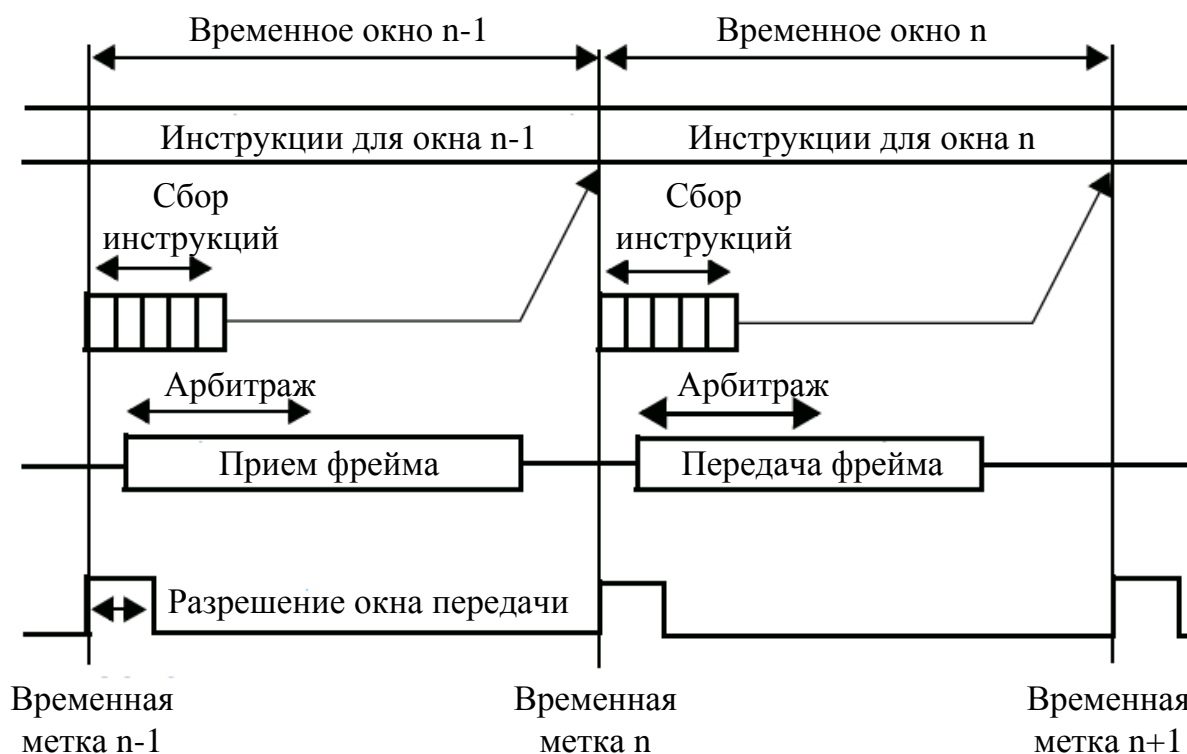 Временное окно n-1
Временное окно n
Инструкции для окна n-1
Инструкции для окна n
Сбор
инструкций
Сбор
инструкций
Арбитраж
Арбитраж
Прием фрейма
Передача фрейма
Разрешение окна передачи
Временная
метка n-1
Временная
метка n
Временная
метка n+1